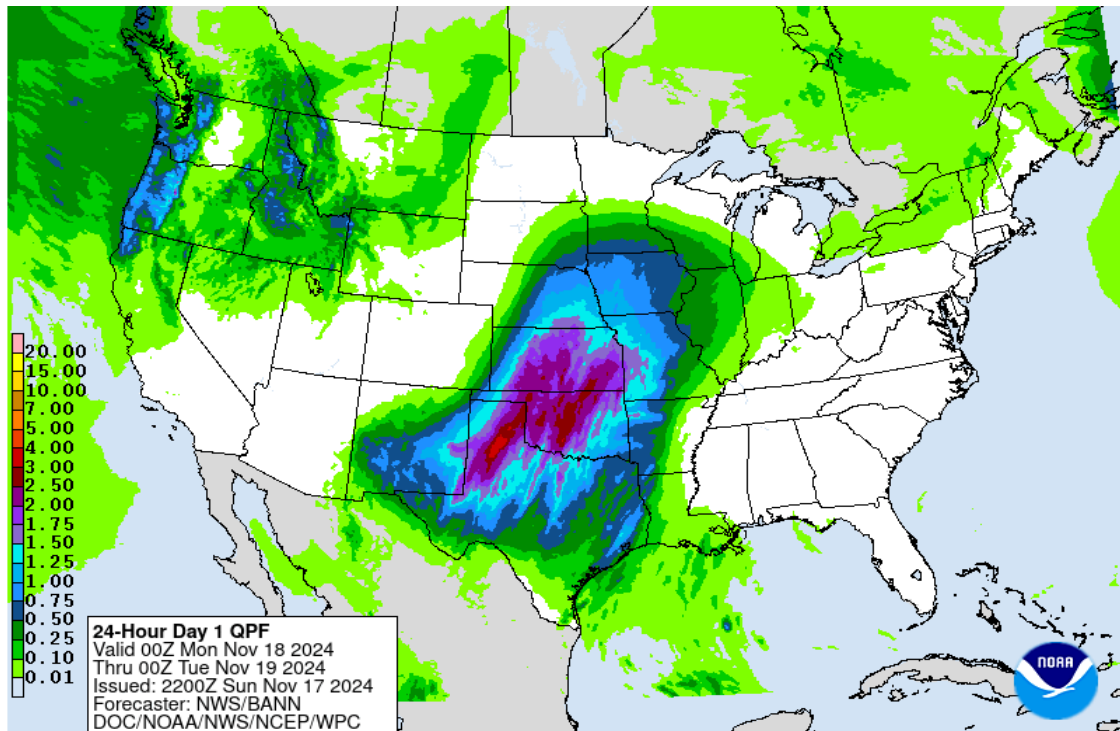 20.00
15.00
10.00
7.00
5.00
4.00
3.00
2.50
2.00
1.75
1.50
1.25
1.00
0.75
0.50
0.25
0.10
0.01
24-Hour Day 1 QPF
Valid 00Z Mon Nov 18 2024
Thru 00Z Tue Nov 19 2024
Issued: 2200Z Sun Nov 17 2024
Forecaster: NWS/BANN
DOC/NOAA/NWS/NCEP/WPC
NOAA